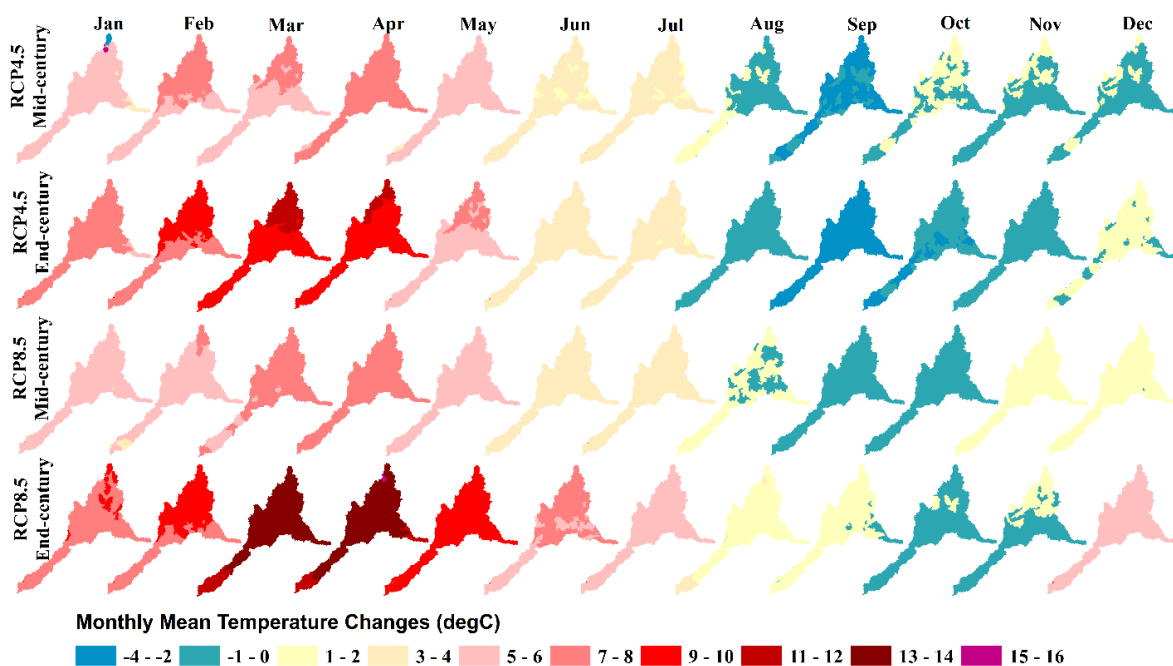 Jan Feb Mar Apr May Jun Jul Aug Sep Oct Nov Dec
RCP4.5
Mid-century
RCP4.5
End-century
RCP8.5
Mid-century
RCP8.5
End-century
Monthly Mean Temperature Changes (degC)
-4 - -2 -1 - 0 1 - 2 3 - 4 5 - 6 7 - 8 9 - 10 11 - 12 13 - 14 15 - 16